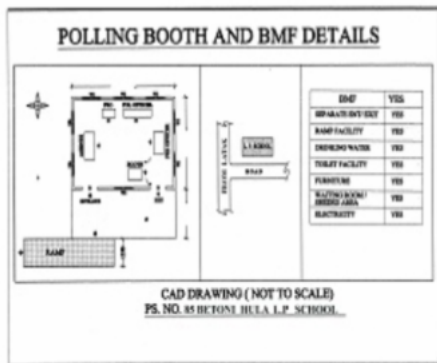 POLLING BOOTH AND BMF DETAILS
ROAD
L.P. SCHOOL
RAMP
BMF YES
SEPARATE ENT/ EXIT YES
RAMP FACILITY YES
DRINKING WATER YES
TOILET FACILITY YES
FURNITURE YES
WAITING ROOM /
SHEDED AREA YES
ELECTRICITY YES
CAD DRAWING ( NOT TO SCALE)
PS. NO. 85 BETONI HULA L.P SCHOOL